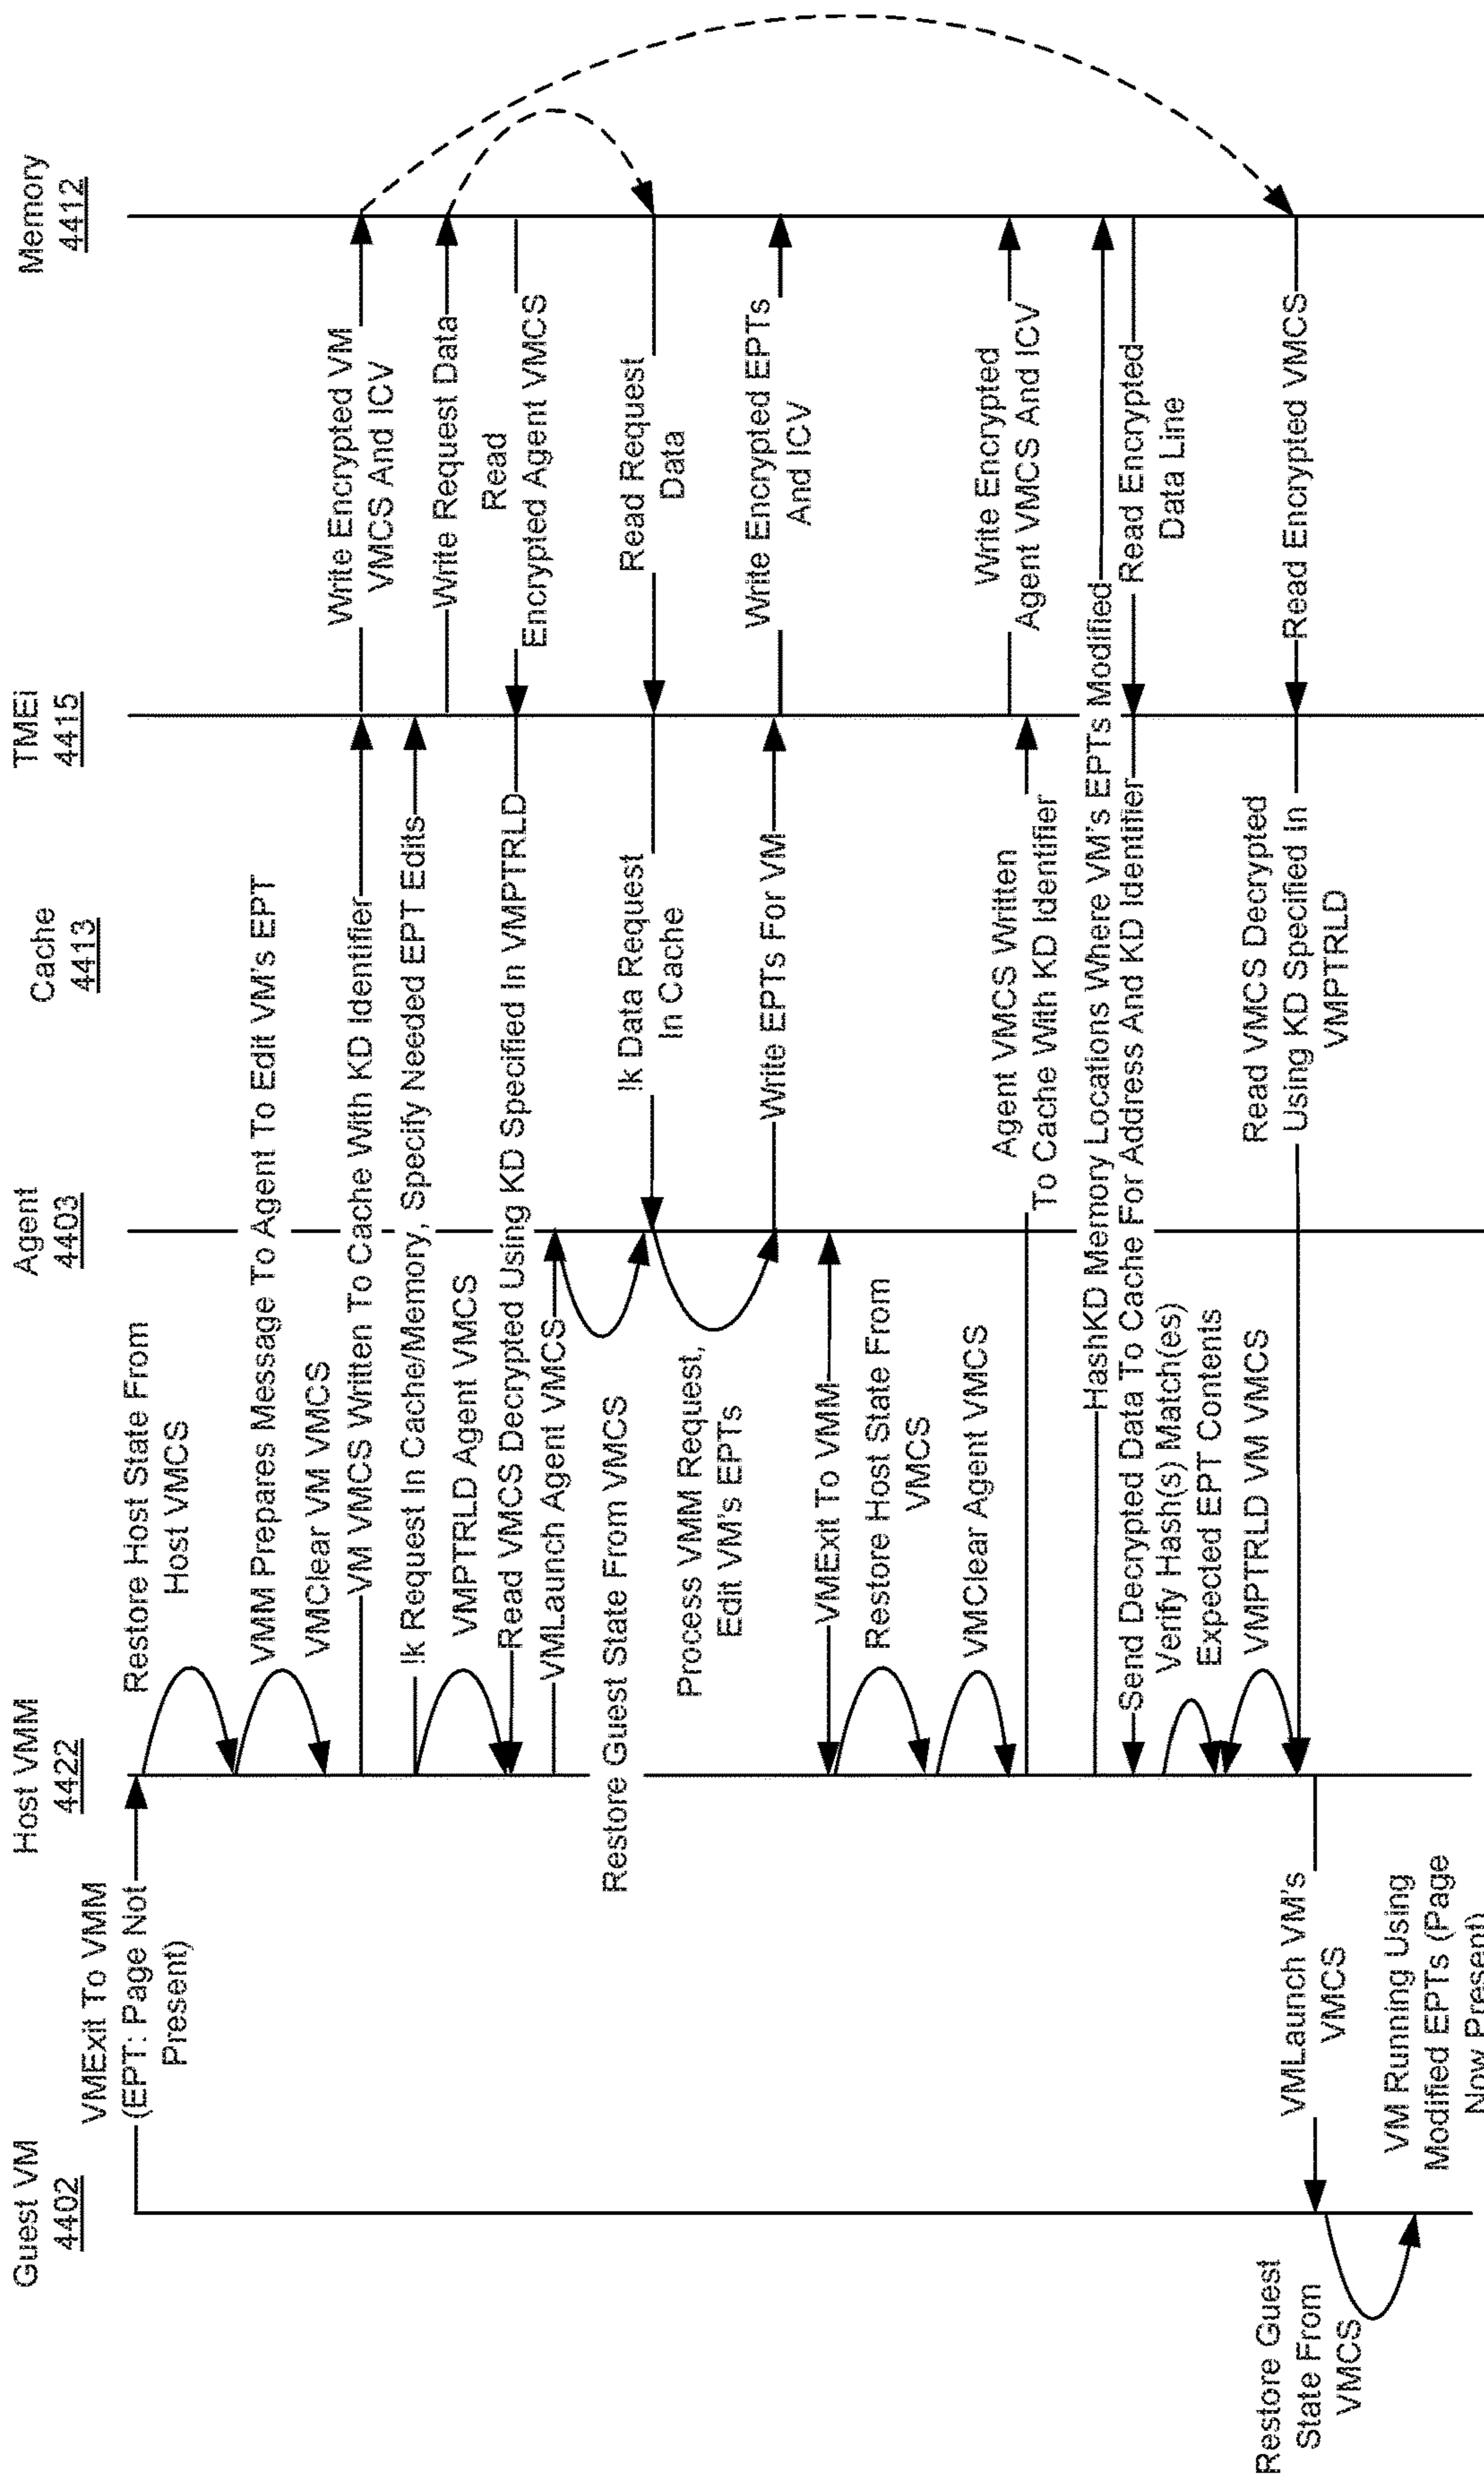 Guest VM
4402
Host VMM
4422
Agent
4403
Cache
4413
TMEi
4415
Memory
4412
VMExit To VMM
(EPT: Page Not
Present)
Restore Host State From
Host VMCS
VMM Prepares Message To Agent To Edit VM's EPT
VMClear VM VMCS
VM VMCS Written To Cache With KD Identifier
Write Encrypted VM
VMCS And ICV
!k Request In Cache/Memory, Specify Needed EPT Edits
Write Request Data
VMPTRLD Agent VMCS
Read VMCS Decrypted Using KD Specified In VMPTRLD
Read
Encrypted Agent VMCS
VMLaunch Agent VMCS
Restore Guest State From VMCS
!k Data Request
In Cache
Read Request
Data
Process VMM Request,
Edit VM's EPTs
Write EPTs For VM
Write Encrypted EPTs
And ICV
VMExit To VMM
Restore Host State From
VMCS
VMClear Agent VMCS
Agent VMCS Written
To Cache With KD Identifier
Write Encrypted
Agent VMCS And ICV
HashKD Memory Locations Where VM's EPTs Modified
Send Decrypted Data To Cache For Address And KD Identifier
Read Encrypted
Data Line
Verify Hash(s) Match(es)
Expected EPT Contents
VMPTRLD VM VMCS
Read VMCS Decrypted
Using KD Specified In
VMPTRLD
Read Encrypted VMCS
VMLaunch VM's
VMCS
Restore Guest
State From
VMCS
VM Running Using
Modified EPTs (Page
Now Present)